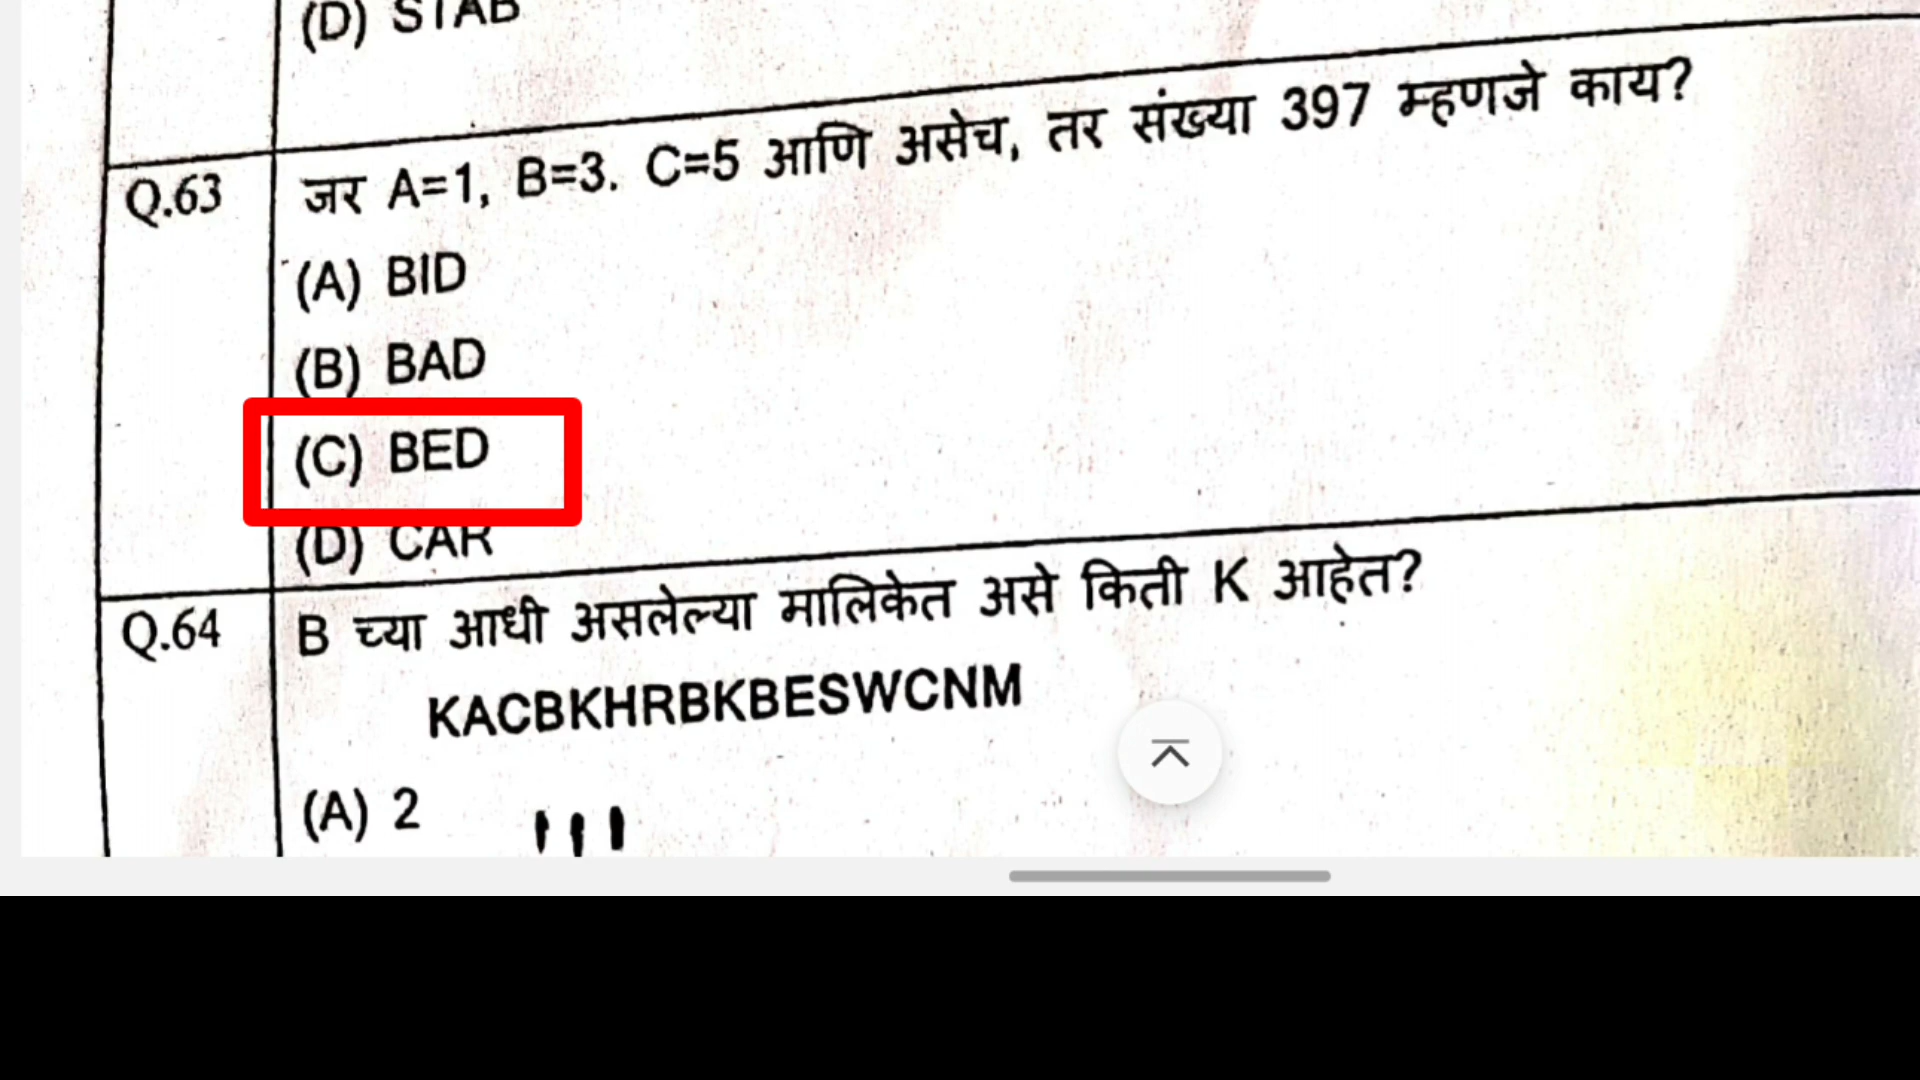 (D) STAB
Q.63 जर A=1, B=3. C=5 आणि असेच, तर संख्या 397 म्हणजे काय?
(A) BID
(B) BAD
(C) BED
(D) CAR
Q.64 B च्या आधी असलेल्या मालिकेत असे किती K आहेत?
KACBKHRBKBESWCNM
(A) 2